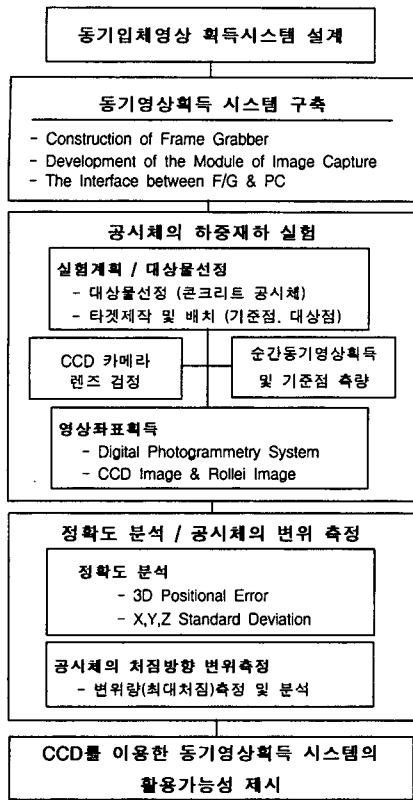 동기입체영상 획득시스템 설계
동기영상획득 시스템 구축
- Construction of Frame Grabber
- Development of the Module of Image Capture
- The Interface between F/G & PC
공시체의 하중재하 실험
실험계획 / 대상물선정
- 대상물선정 (콘크리트 공시체)
- 타겟제작 및 배치 (기준점. 대상점)
CCD 카메라
렌즈 검정
순간동기영상획득
및 기준점 측량
영상좌표획득
- Digital Photogrammetry System
- CCD Image & Rollei Image
정확도 분석 / 공시체의 변위 측정
정확도 분석
- 3D Positional Error
- X,Y,Z Standard Deviation
공시체의 처짐방향 변위측정
- 변위량(최대처짐)측정 및 분석
CCD를 이용한 동기영상획득 시스템의
활용가능성 제시